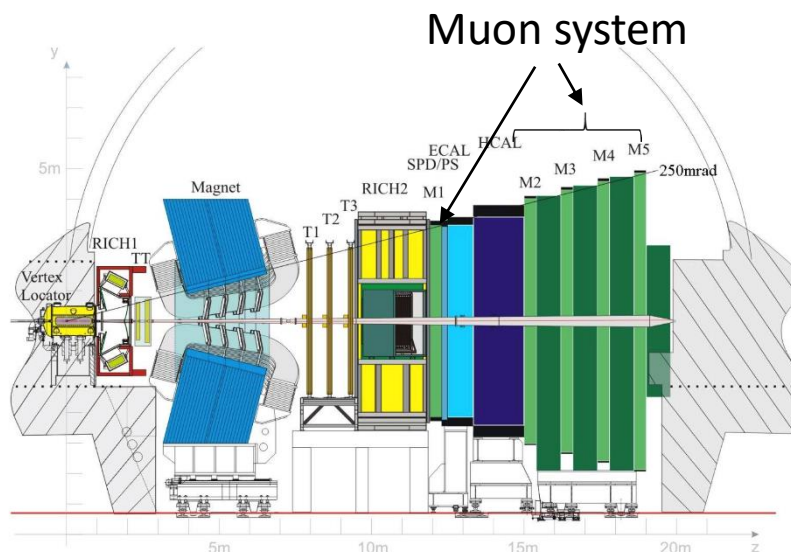 Muon system
y
5m
Magnet
RICH1
TT
Vertex
Locator
T1
T2
T3
RICH2
M1
SPD/PS
ECAL
HCAL
M2
M3
M4
M5
250mrad
5m
10m
15m
20m
z